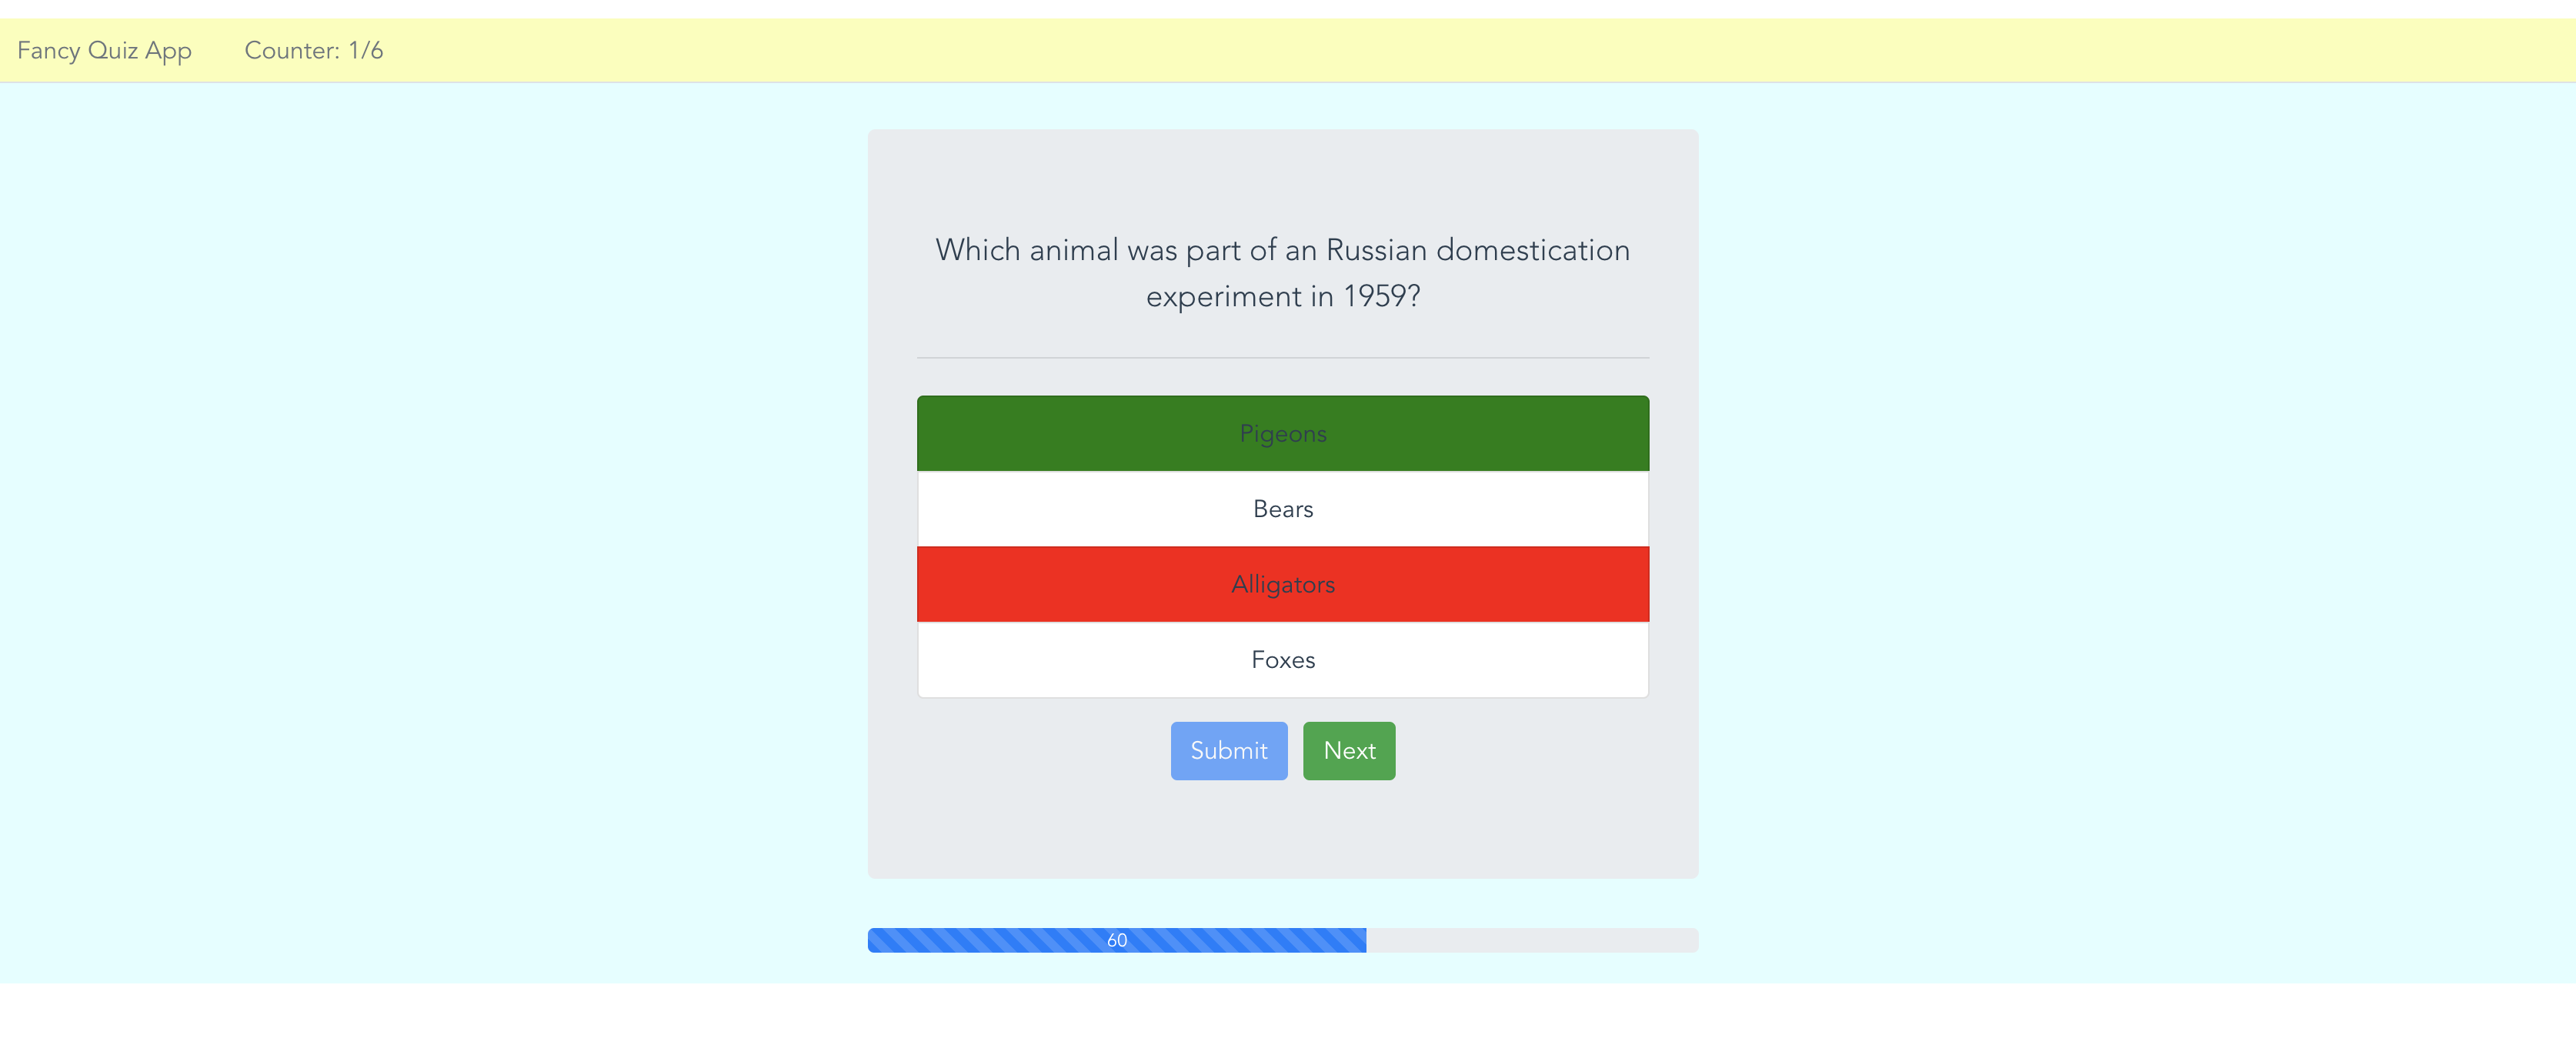 Fancy Quiz App Counter: 1/6
Which animal was part of an Russian domestication
experiment in 1959?
Pigeons
Bears
Alligators
Foxes
Submit Next
60